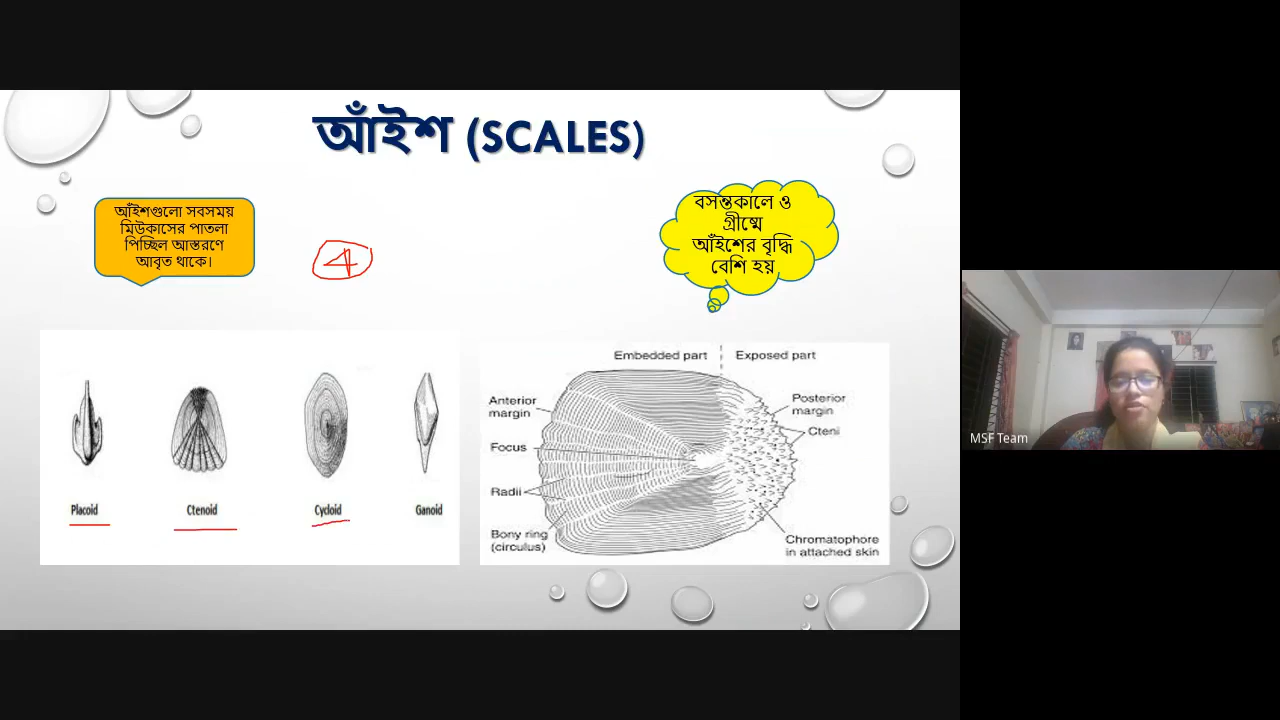 আঁইশ (SCALES)
আঁইশগুলো সবসময়
মিউকাসের পাতলা
পিচ্ছিল আস্তরণে
আবৃত থাকে।
4
বসন্তকালে ও
গ্রীষ্মে
আঁইশের বৃদ্ধি
বেশি হয়
Placoid
Ctenoid
Cycloid
Ganoid
Embedded part
Exposed part
Anterior
margin
Focus
Radii
Bony ring
(circulus)
Posterior
margin
Cteni
Chromatophore
in attached skin
MSF Team